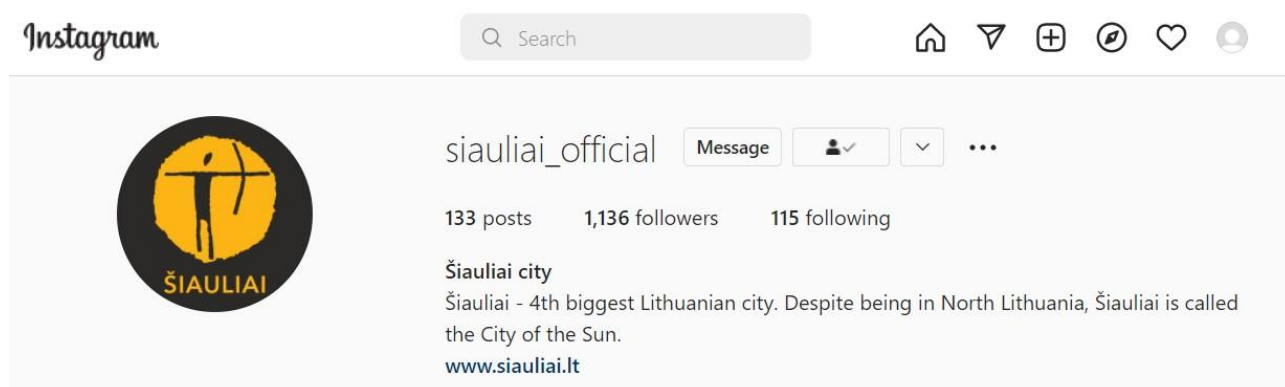 Instagram
Search
ŠIAULIAI
siauliai_official Message
133 posts 1,136 followers 115 following
Šiauliai city
Šiauliai - 4th biggest Lithuanian city. Despite being in North Lithuania, Šiauliai is called
the City of the Sun.
www.siauliai.lt